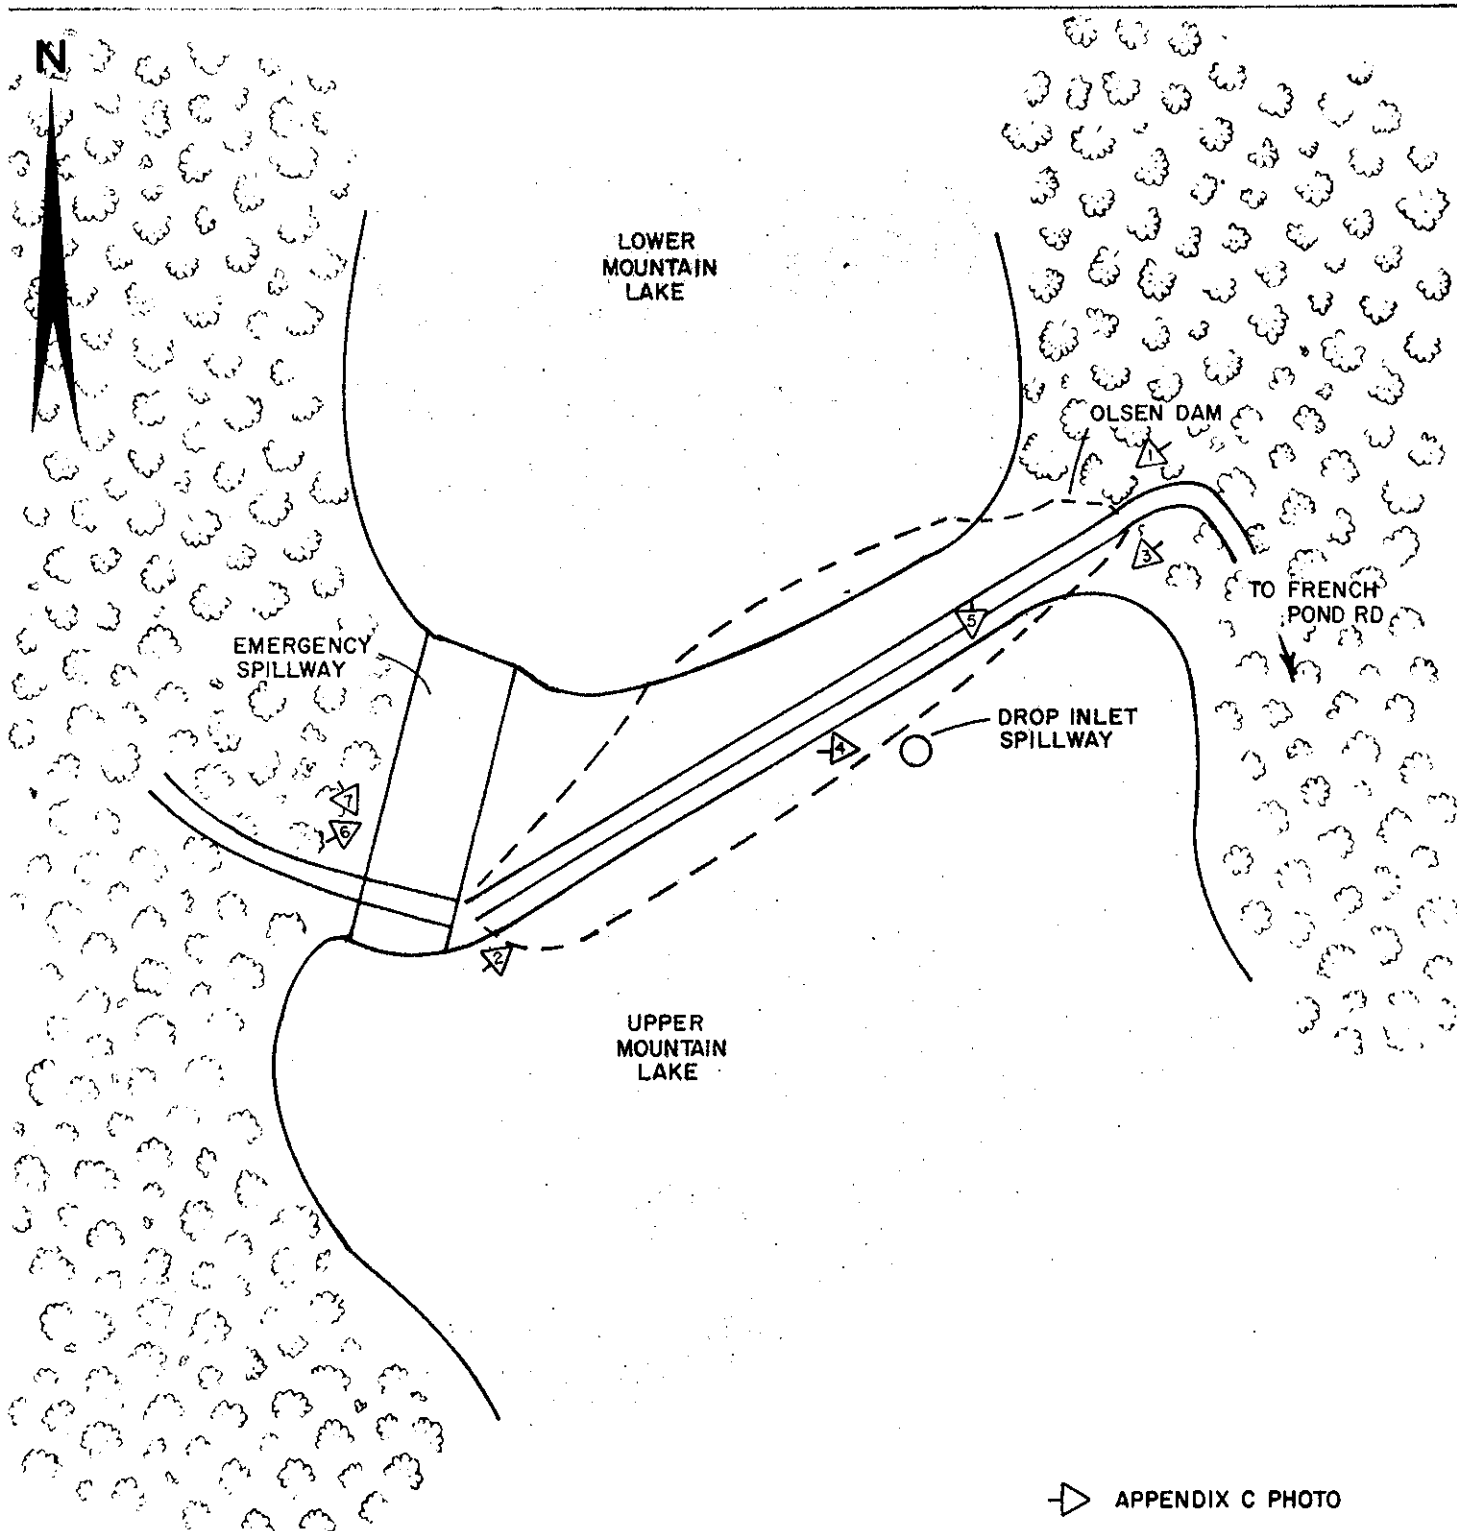 N
LOWER
MOUNTAIN
LAKE
OLSEN DAM
1
3
TO FRENCH
POND RD
5
EMERGENCY
SPILLWAY
DROP INLET
SPILLWAY
4
7
6
2
UPPER
MOUNTAIN
LAKE
APPENDIX C PHOTO